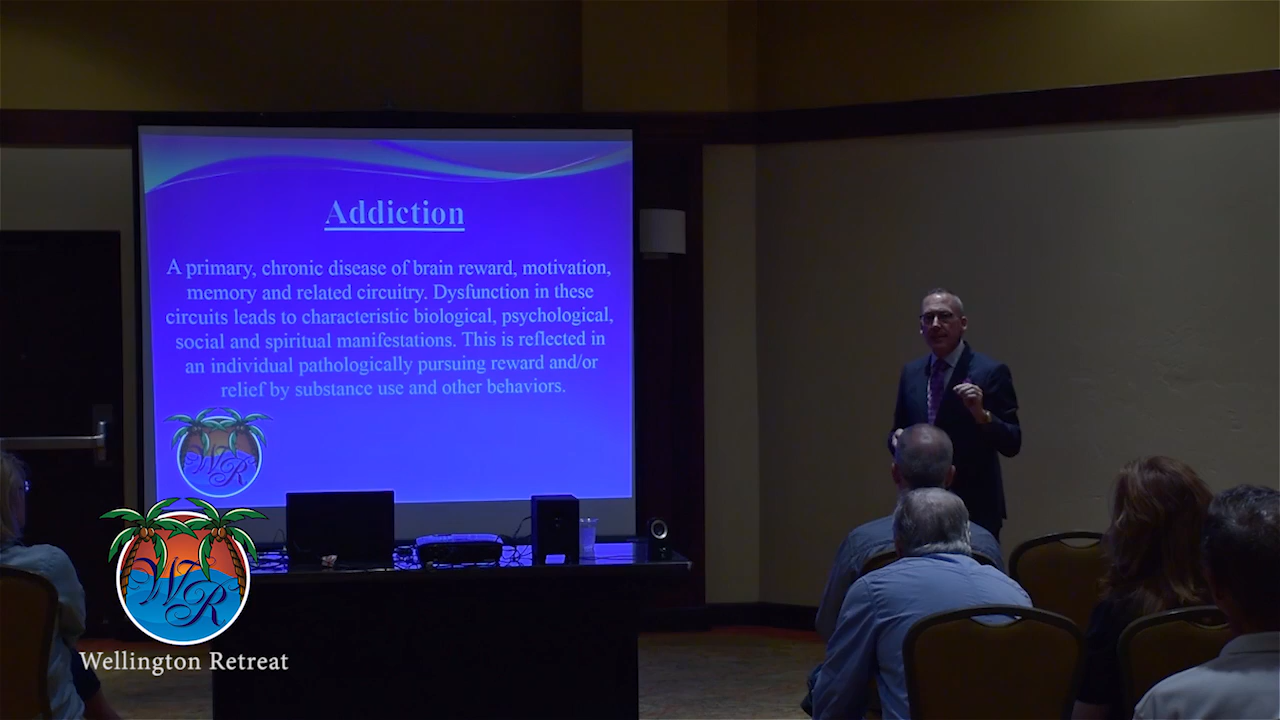 Addiction
A primary, chronic disease of brain reward, motivation,
memory and related circuitry. Dysfunction in these
circuits leads to characteristic biological, psychological,
social and spiritual manifestations. This is reflected in
an individual pathologically pursuing reward and/or
relief by substance use and other behaviors.
WR
WR
Wellington Retreat